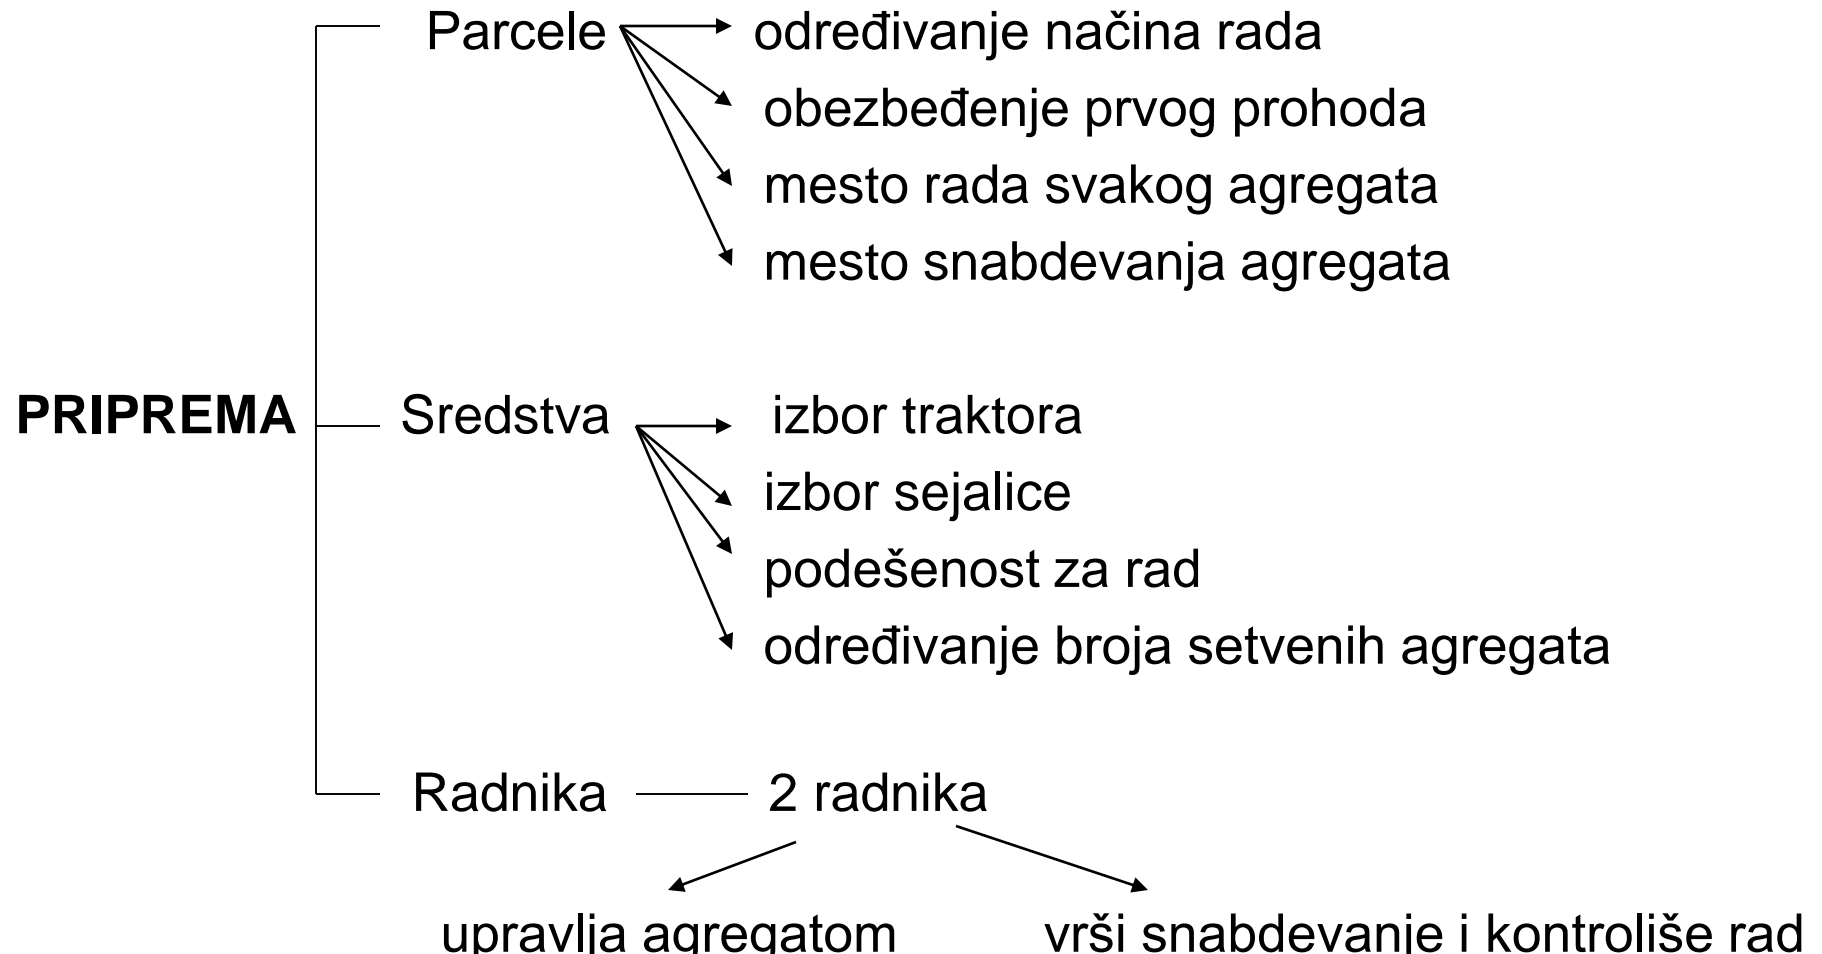 Parcele određivanje načina rada
obezbeđenje prvog prohoda
mesto rada svakog agregata
mesto snabdevanja agregata
PRIPREMA Sredstva izbor traktora
izbor sejalice
podešenost za rad
određivanje broja setvenih agregata
Radnika 2 radnika
upravlja agregatom vrši snabdevanje i kontroliše rad